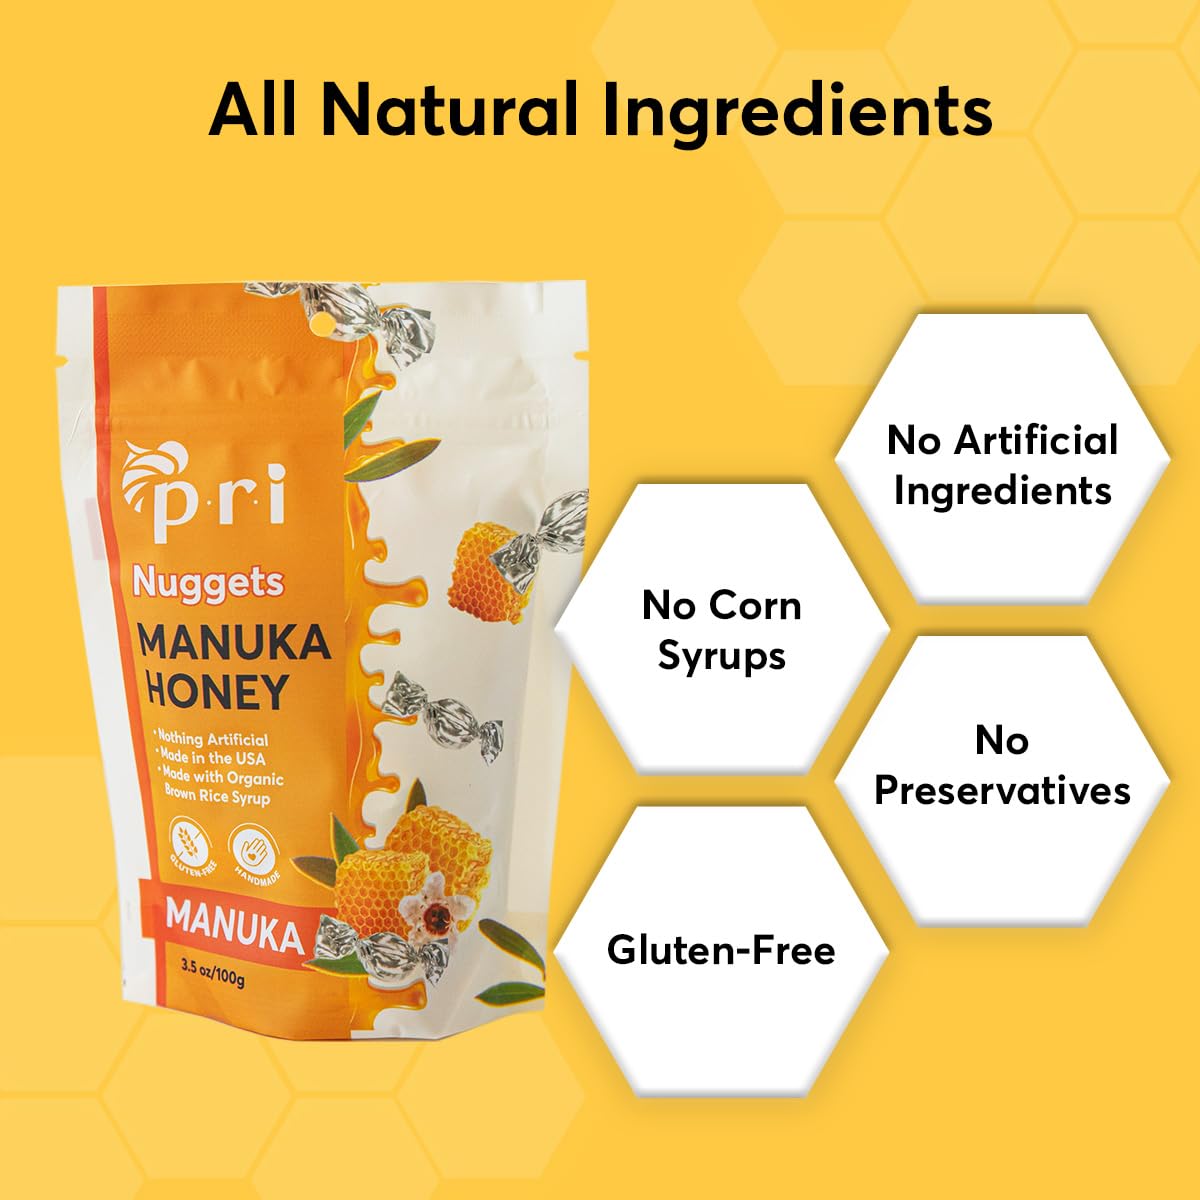 All Natural Ingredients
p·r·i
Nuggets
MANUKA
HONEY
• Nothing Artificial
• Made in the USA
• Made with Organic
Brown Rice Syrup
GLUTEN-FREE
HANDMADE
MANUKA
3.5 oz/100g
No Artificial
Ingredients
No Corn
Syrups
No
Preservatives
Gluten-Free